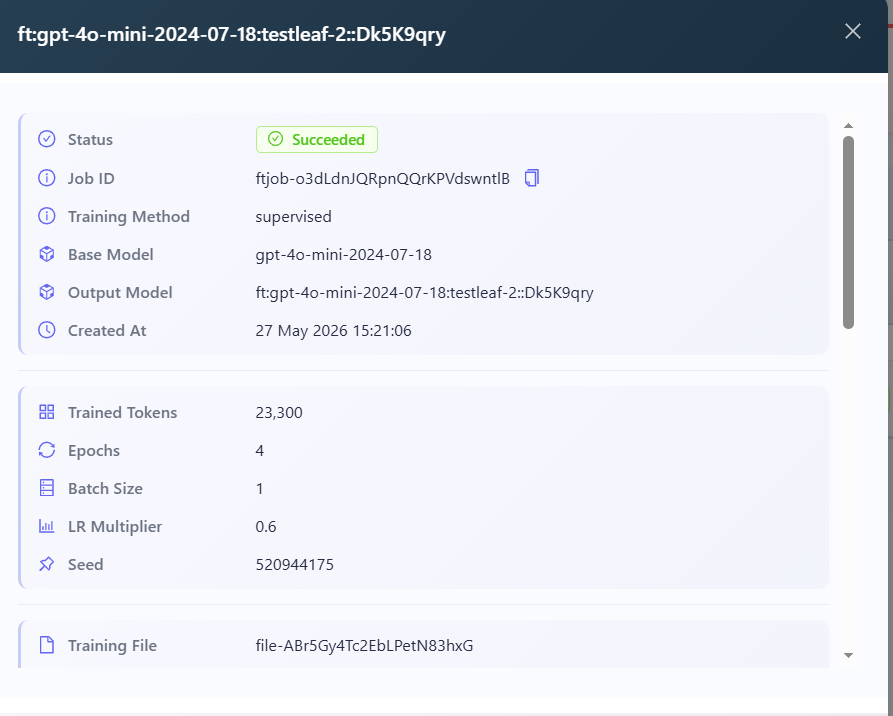 ft:gpt-4o-mini-2024-07-18:testleaf-2::Dk5K9qry
Status Succeeded
Job ID ftjob-o3dLdnJQRpnQQrKPVdswntlB
Training Method supervised
Base Model gpt-4o-mini-2024-07-18
Output Model ft:gpt-4o-mini-2024-07-18:testleaf-2::Dk5K9qry
Created At 27 May 2026 15:21:06
Trained Tokens 23,300
Epochs 4
Batch Size 1
LR Multiplier 0.6
Seed 520944175
Training File file-ABr5Gy4Tc2EbLPetN83hxG